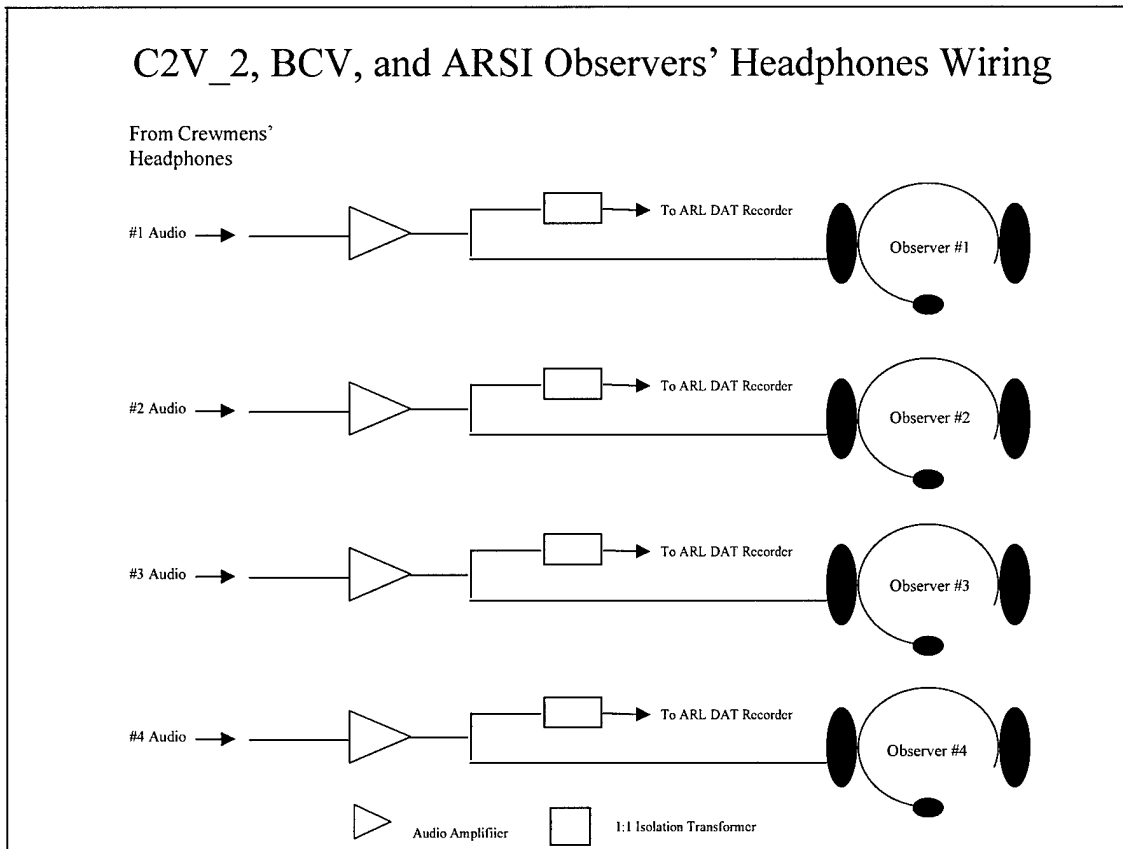 C2V_2, BCV, and ARSI Observers’ Headphones Wiring
From Crewmens’
Headphones
#1 Audio
To ARL DAT Recorder
Observer #1
#2 Audio
To ARL DAT Recorder
Observer #2
#3 Audio
To ARL DAT Recorder
Observer #3
#4 Audio
To ARL DAT Recorder
Observer #4
Audio Amplifiier
1:1 Isolation Transformer